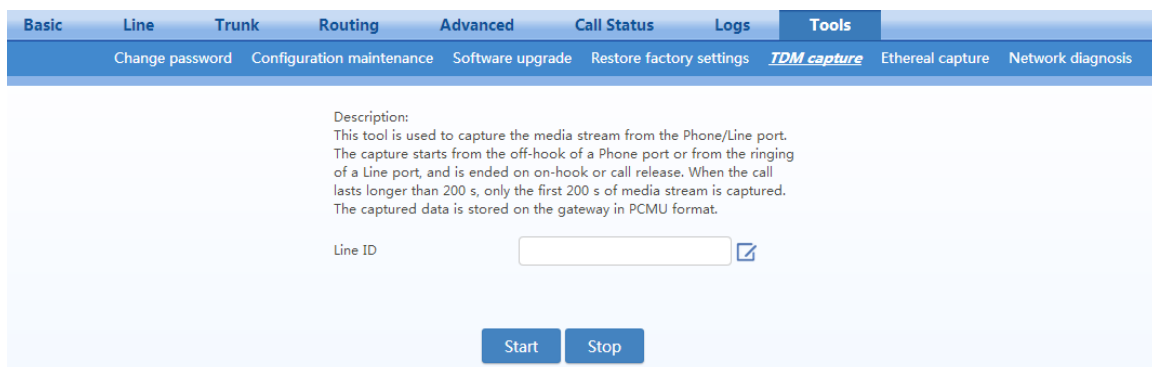 Basic Line Trunk Routing Advanced Call Status Logs Tools
Change password Configuration maintenance Software upgrade Restore factory settings TDM capture Ethereal capture Network diagnosis
Description:
This tool is used to capture the media stream from the Phone/Line port.
The capture starts from the off-hook of a Phone port or from the ringing
of a Line port, and is ended on on-hook or call release. When the call
lasts longer than 200 s, only the first 200 s of media stream is captured.
The captured data is stored on the gateway in PCMU format.
Line ID
Start Stop